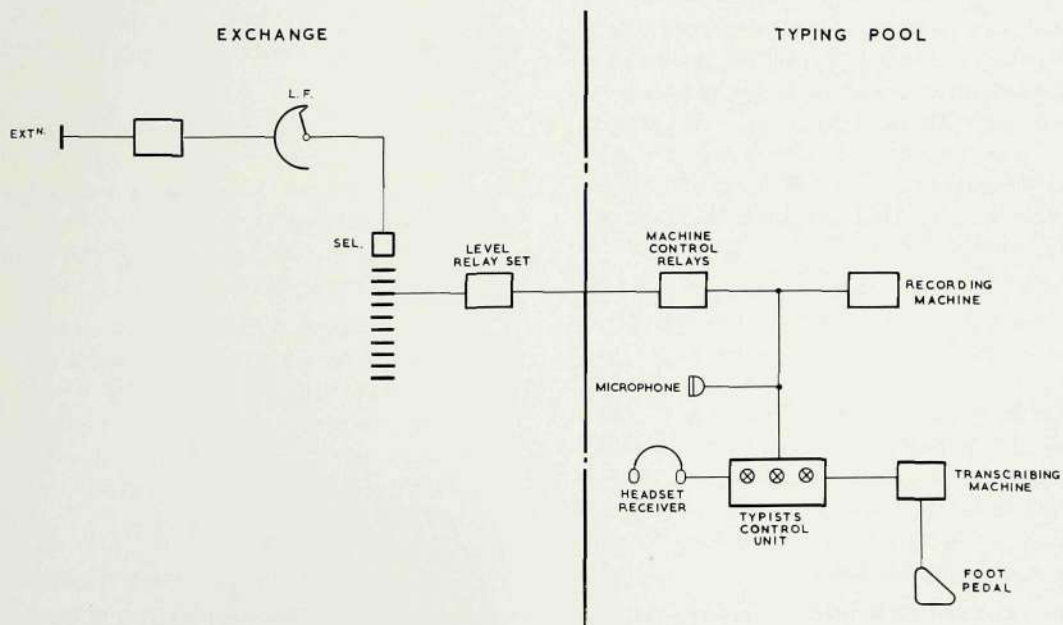 EXCHANGE
TYPING POOL
L.F.
EXTN.
SEL.
LEVEL
RELAY SET
MACHINE
CONTROL
RELAYS
RECORDING
MACHINE
MICROPHONE
HEADSET
RECEIVER
TYPISTS
CONTROL
UNIT
TRANSCRIBING
MACHINE
FOOT
PEDAL